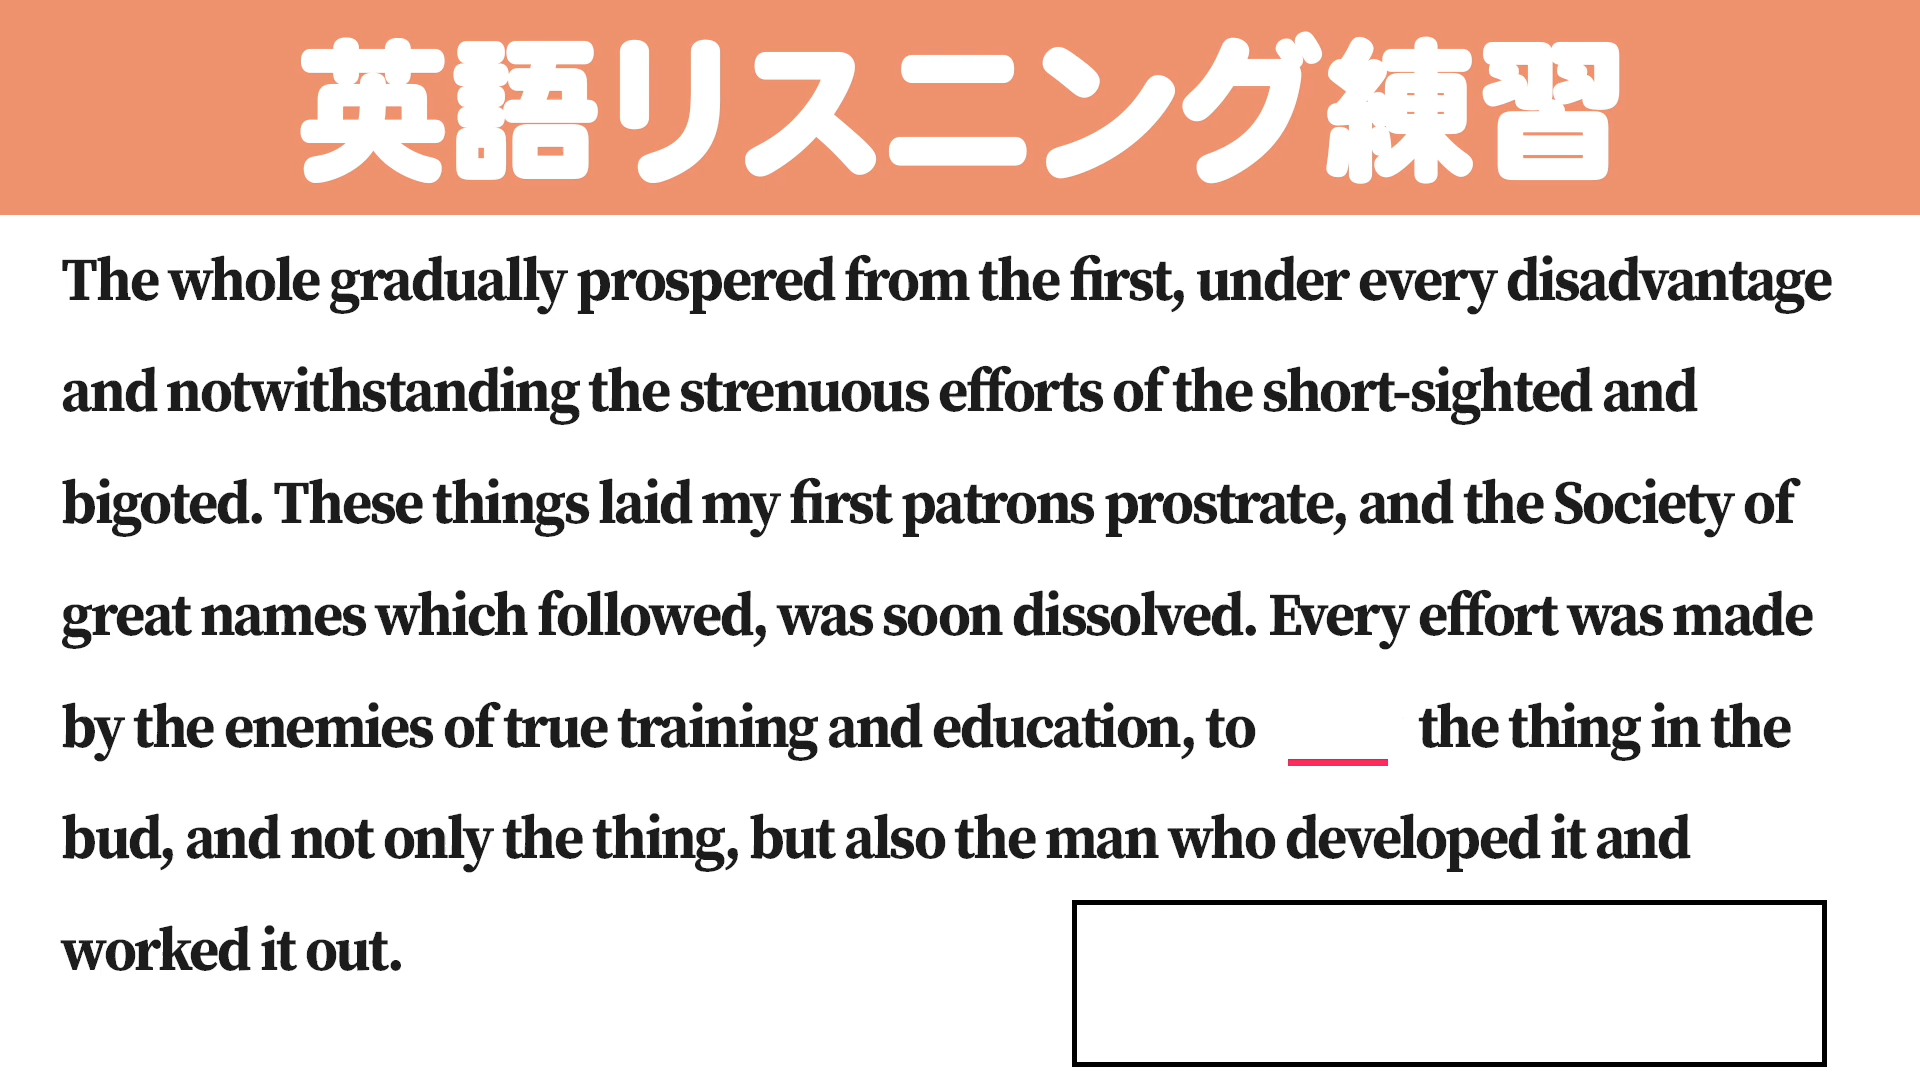 英語リスニング練習
The whole gradually prospered from the first, under every disadvantage
and notwithstanding the strenuous efforts of the short-sighted and
bigoted. These things laid my first patrons prostrate, and the Society of
great names which followed, was soon dissolved. Every effort was made
by the enemies of true training and education, to ___ the thing in the
bud, and not only the thing, but also the man who developed it and
worked it out.